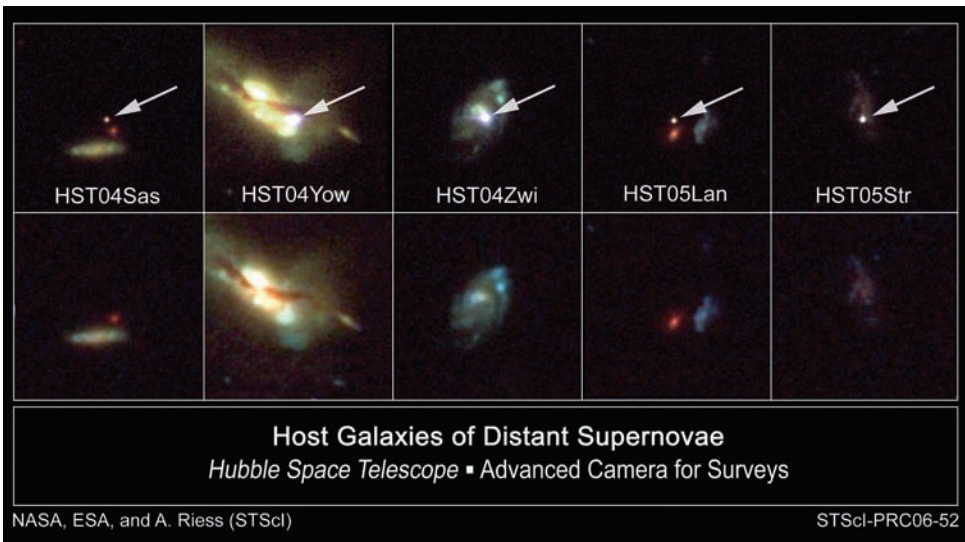 HST04Sas
HST04Yow
HST04Zwi
HST05Lan
HST05Str
Host Galaxies of Distant Supernovae
Hubble Space Telescope ▪ Advanced Camera for Surveys
NASA, ESA, and A. Riess (STScI)
STScI-PRC06-52